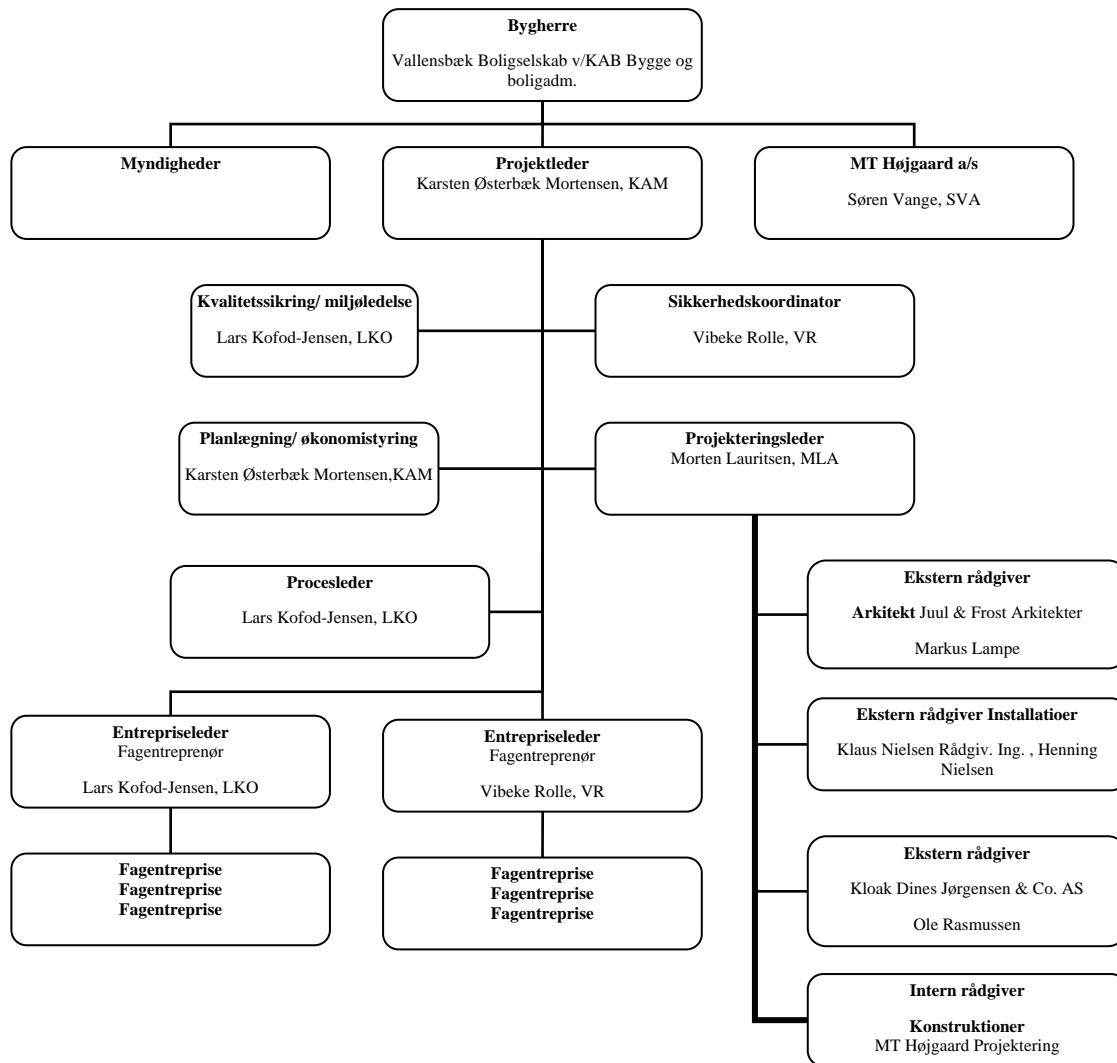 Bygherre
Vallensbæk Boligselskab v/KAB Bygge og
boligadm.
Myndigheder
Projektleder
Karsten Østerbæk Mortensen, KAM
MT Højgaard a/s
Søren Vange, SVA
Kvalitetssikring/ miljøledelse
Lars Kofod-Jensen, LKO
Sikkerhedskoordinator
Vibeke Rolle, VR
Planlægning/ økonomistyring
Karsten Østerbæk Mortensen,KAM
Projekteringsleder
Morten Lauritsen, MLA
Procesleder
Lars Kofod-Jensen, LKO
Ekstern rådgiver
Arkitekt Juul & Frost Arkitekter
Markus Lampe
Entrepriseleder
Fagentreprenør
Lars Kofod-Jensen, LKO
Entrepriseleder
Fagentreprenør
Vibeke Rolle, VR
Ekstern rådgiver Installatioer
Klaus Nielsen Rådgiv. Ing. , Henning
Nielsen
Fagentreprise
Fagentreprise
Fagentreprise
Fagentreprise
Fagentreprise
Fagentreprise
Ekstern rådgiver
Kloak Dines Jørgensen & Co. AS
Ole Rasmussen
Intern rådgiver
Konstruktioner
MT Højgaard Projektering